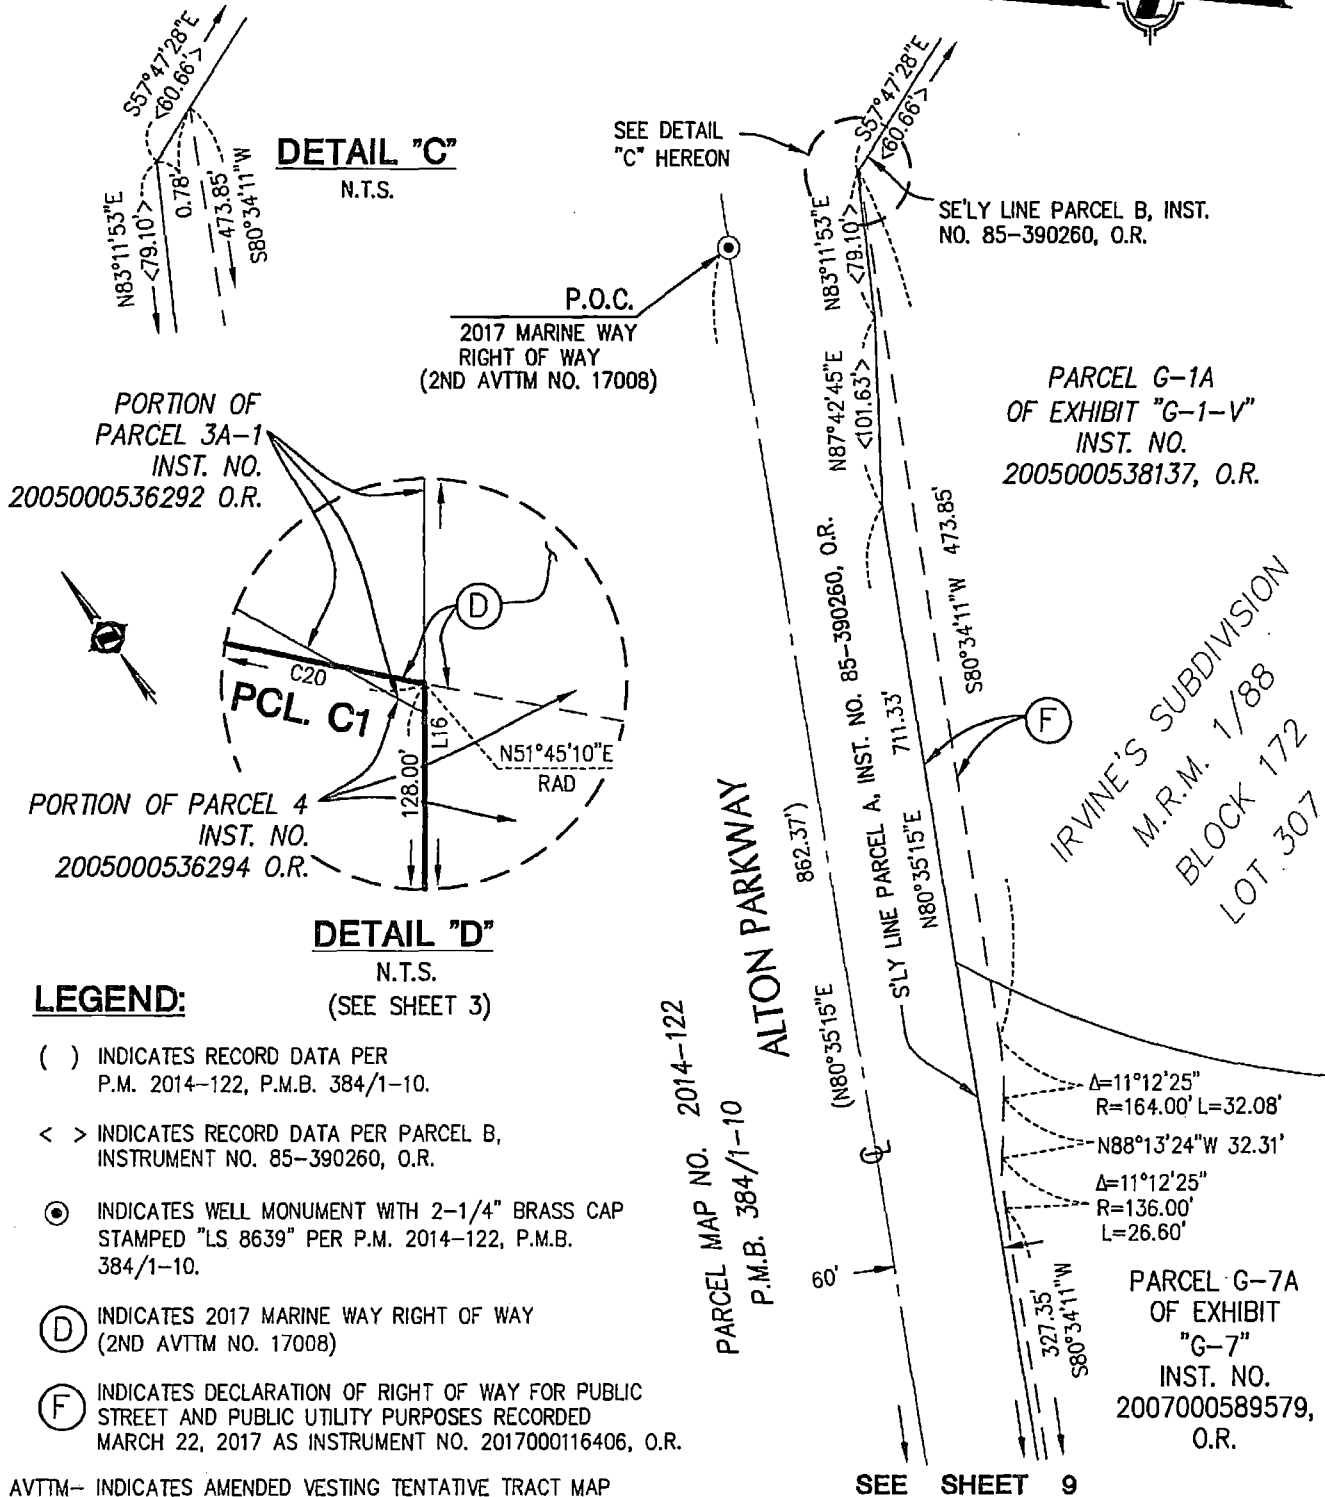 S57°47'28"E
<60.66'>
DETAIL "C"
N.T.S.
N83°11'53"E
<79.10'>
0.78'
473.85'
S80°34'11"W
SEE DETAIL
"C" HEREON
S57°47'28"E
<60.66'>
SE'LY LINE PARCEL B, INST.
NO. 85-390260, O.R.
N83°11'53"E
<79.10'>
P.O.C.
2017 MARINE WAY
RIGHT OF WAY
(2ND AVTTM NO. 17008)
N87°42'45"E
<101.63'>
PARCEL G-1A
OF EXHIBIT "G-1-V"
INST. NO.
2005000538137, O.R.
PORTION OF
PARCEL 3A-1
INST. NO.
2005000536292 O.R.
D
C20
PCL. C1
L16
128.00'
N51°45'10"E
RAD
PORTION OF PARCEL 4
INST. NO.
2005000536294 O.R.
DETAIL "D"
N.T.S.
(SEE SHEET 3)
S'LY LINE PARCEL A, INST. NO. 85-390260, O.R.
N80°35'15"E 711.33'
S80°34'11"W 473.85'
F
IRVINE'S SUBDIVISION
M.R.M. 1/88
BLOCK 172
LOT 307
(N80°35'15"E 862.37')
ALTON PARKWAY
PARCEL MAP NO. 2014-122
P.M.B. 384/1-10
60'
Δ=11°12'25"
R=164.00' L=32.08'
N88°13'24"W 32.31'
Δ=11°12'25"
R=136.00'
L=26.60'
327.35'
S80°34'11"W
PARCEL G-7A
OF EXHIBIT
"G-7"
INST. NO.
2007000589579,
O.R.
SEE SHEET 9
LEGEND:
( ) INDICATES RECORD DATA PER
P.M. 2014-122, P.M.B. 384/1-10.
< > INDICATES RECORD DATA PER PARCEL B,
INSTRUMENT NO. 85-390260, O.R.
INDICATES WELL MONUMENT WITH 2-1/4" BRASS CAP
STAMPED "LS 8639" PER P.M. 2014-122, P.M.B.
384/1-10.
D INDICATES 2017 MARINE WAY RIGHT OF WAY
(2ND AVTTM NO. 17008)
F INDICATES DECLARATION OF RIGHT OF WAY FOR PUBLIC
STREET AND PUBLIC UTILITY PURPOSES RECORDED
MARCH 22, 2017 AS INSTRUMENT NO. 2017000116406, O.R.
AVTTM- INDICATES AMENDED VESTING TENTATIVE TRACT MAP